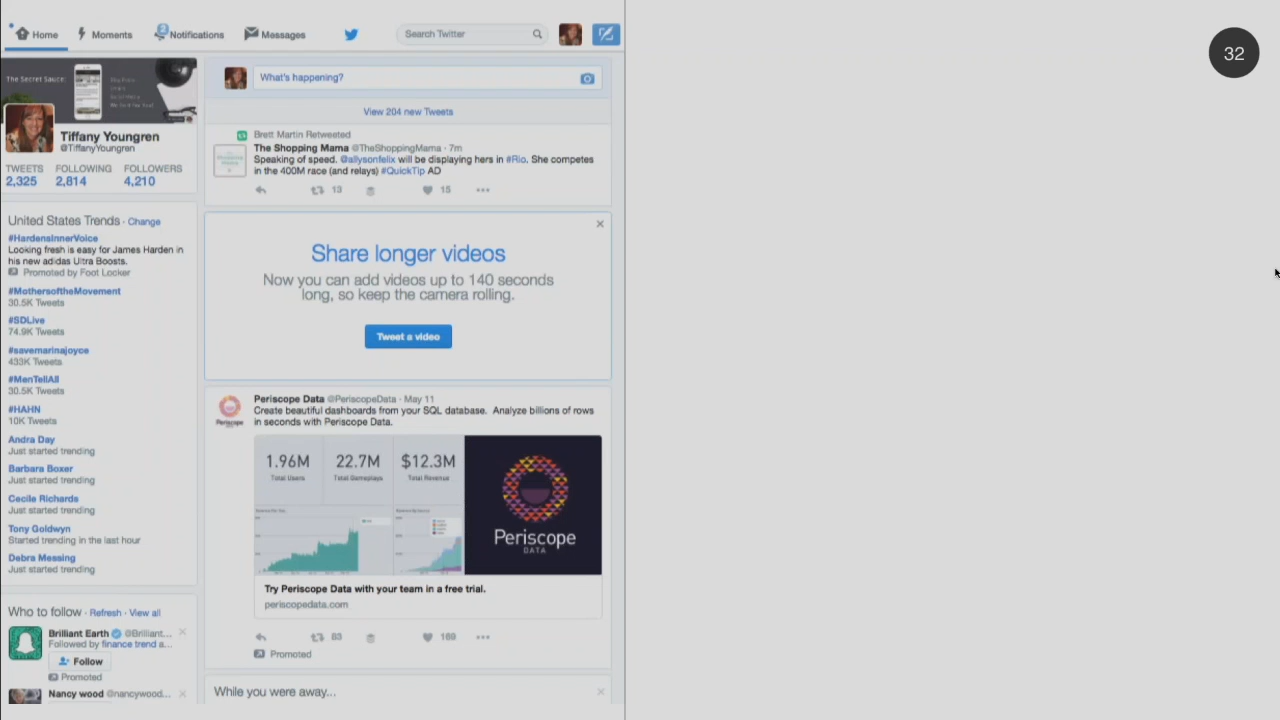 Home
Moments
2
Notifications
Messages
Search Twitter
32
The Secret Sauce:
Tiffany Youngren
@TiffanyYoungren
TWEETS FOLLOWING FOLLOWERS
2,325 2,814 4,210
United States Trends · Change
#HardensInnerVoice
Looking fresh is easy for James Harden in
his new adidas Ultra Boosts.
Promoted by Foot Locker
#MothersoftheMovement
30.5K Tweets
#SDLive
74.9K Tweets
#savemarinajoyce
433K Tweets
#MenTellAll
30.5K Tweets
#HAHN
10K Tweets
Andra Day
Just started trending
Barbara Boxer
Just started trending
Cecile Richards
Just started trending
Tony Goldwyn
Started trending in the last hour
Debra Messing
Just started trending
Who to follow · Refresh · View all
Brilliant Earth @Brilliant...
Followed by finance trend a...
Follow
Promoted
Nancy wood @nancywood...
What's happening?
View 204 new Tweets
Brett Martin Retweeted
The Shopping Mama @TheShoppingMama · 7m
Speaking of speed. @allysonfelix will be displaying hers in #Rio. She competes
in the 400M race (and relays) #QuickTip AD
13 15
Share longer videos
Now you can add videos up to 140 seconds
long, so keep the camera rolling.
Tweet a video
Periscope Data @PeriscopeData · May 11
Create beautiful dashboards from your SQL database. Analyze billions of rows
in seconds with Periscope Data.
Periscope
1.96M 22.7M $12.3M
Total Users Total Gameplays Total Revenue
Periscope
DATA
Try Periscope Data with your team in a free trial.
periscopedata.com
83 169
Promoted
While you were away...